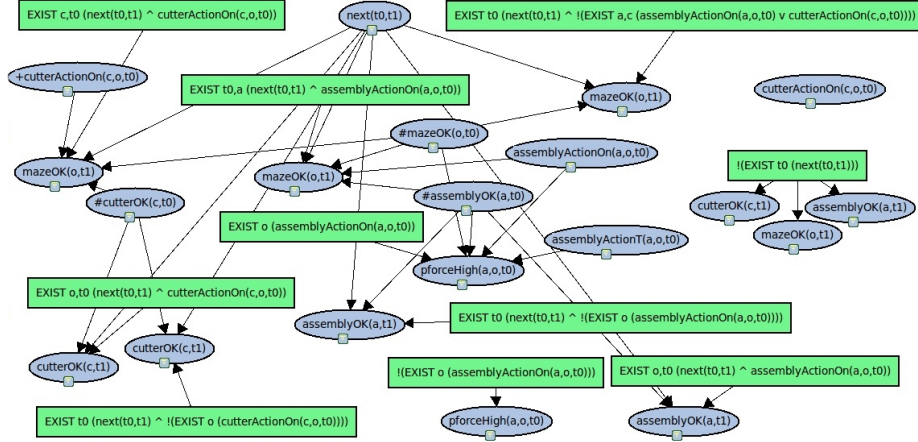 EXIST c,t0 (next(t0,t1) ^ cutterActionOn(c,o,t0))
next(t0,t1)
EXIST t0 (next(t0,t1) ^ !(EXIST a,c (assemblyActionOn(a,o,t0) v cutterActionOn(c,o,t0))))
+cutterActionOn(c,o,t0)
EXIST t0,a (next(t0,t1) ^ assemblyActionOn(a,o,t0))
mazeOK(o,t1)
cutterActionOn(c,o,t0)
#mazeOK(o,t0)
assemblyActionOn(a,o,t0)
mazeOK(o,t1)
mazeOK(o,t1)
!(EXIST t0 (next(t0,t1)))
#cutterOK(c,t0)
#assemblyOK(a,t0)
cutterOK(c,t1)
assemblyOK(a,t1)
EXIST o (assemblyActionOn(a,o,t0))
assemblyActionT(a,o,t0)
mazeOK(o,t1)
pforceHigh(a,o,t0)
EXIST o,t0 (next(t0,t1) ^ cutterActionOn(c,o,t0))
assemblyOK(a,t1)
EXIST t0 (next(t0,t1) ^ !(EXIST o (assemblyActionOn(a,o,t0))))
cutterOK(c,t1)
cutterOK(c,t1)
!(EXIST o (assemblyActionOn(a,o,t0)))
EXIST o,t0 (next(t0,t1) ^ assemblyActionOn(a,o,t0))
EXIST t0 (next(t0,t1) ^ !(EXIST o (cutterActionOn(c,o,t0))))
pforceHigh(a,o,t0)
assemblyOK(a,t1)